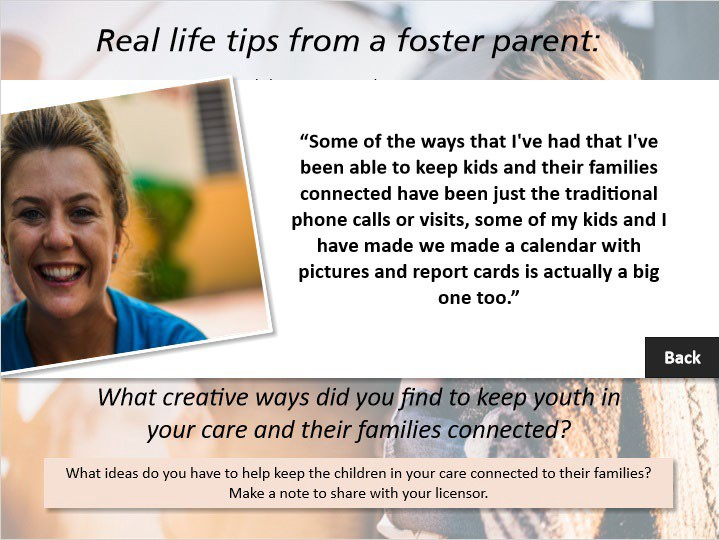 Real life tips from a foster parent:
“Some of the ways that I've had that I've
been able to keep kids and their families
connected have been just the traditional
phone calls or visits, some of my kids and I
have made we made a calendar with
pictures and report cards is actually a big
one too.”
Back
What creative ways did you find to keep youth in
your care and their families connected?
What ideas do you have to help keep the children in your care connected to their families?
Make a note to share with your licensor.